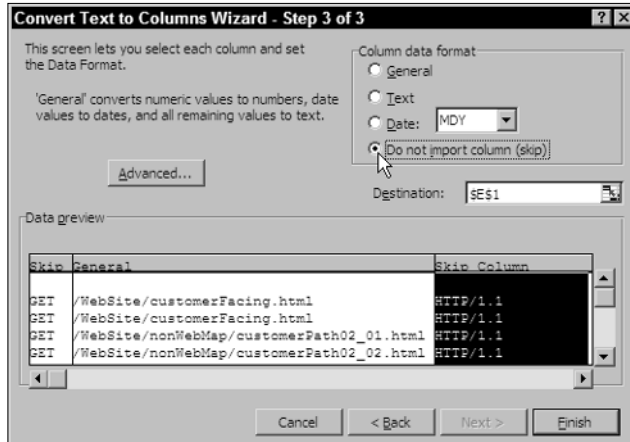 Convert Text to Columns Wizard - Step 3 of 3
This screen lets you select each column and set
the Data Format.
'General' converts numeric values to numbers, date
values to dates, and all remaining values to text.
Advanced...
Column data format
General
Text
Date: MDY
Do not import column (skip)
Destination: $E$1
Data preview
Skip General Skip Column
GET /WebSite/customerFacing.html HTTP/1.1
GET /WebSite/customerFacing.html HTTP/1.1
GET /WebSite/nonWebMap/customerPath02_01.html HTTP/1.1
GET /WebSite/nonWebMap/customerPath02_02.html HTTP/1.1
Cancel < Back Next > Finish